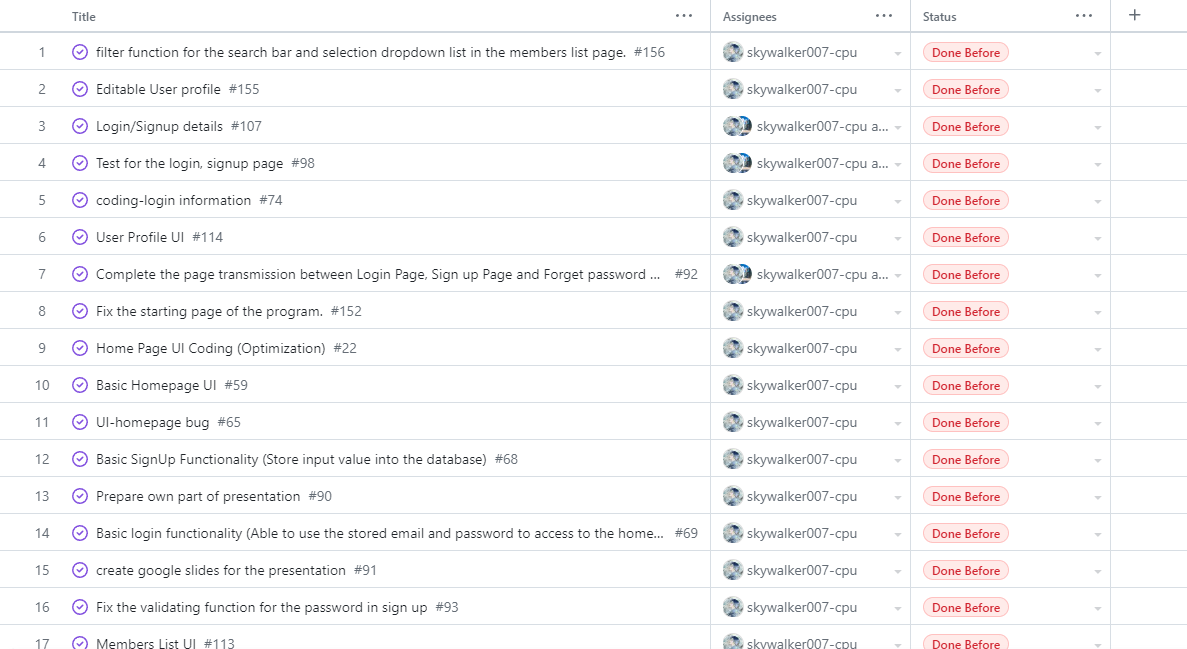 Title Assignees Status
1 filter function for the search bar and selection dropdown list in the members list page. #156 skywalker007-cpu Done Before
2 Editable User profile #155 skywalker007-cpu Done Before
3 Login/Signup details #107 skywalker007-cpu a... Done Before
4 Test for the login, signup page #98 skywalker007-cpu a... Done Before
5 coding-login information #74 skywalker007-cpu Done Before
6 User Profile UI #114 skywalker007-cpu Done Before
7 Complete the page transmission between Login Page, Sign up Page and Forget password ... #92 skywalker007-cpu a... Done Before
8 Fix the starting page of the program. #152 skywalker007-cpu Done Before
9 Home Page UI Coding (Optimization) #22 skywalker007-cpu Done Before
10 Basic Homepage UI #59 skywalker007-cpu Done Before
11 UI-homepage bug #65 skywalker007-cpu Done Before
12 Basic SignUp Functionality (Store input value into the database) #68 skywalker007-cpu Done Before
13 Prepare own part of presentation #90 skywalker007-cpu Done Before
14 Basic login functionality (Able to use the stored email and password to access to the home... #69 skywalker007-cpu Done Before
15 create google slides for the presentation #91 skywalker007-cpu Done Before
16 Fix the validating function for the password in sign up #93 skywalker007-cpu Done Before
17 Members List UI #113 skywalker007-cpu Done Before